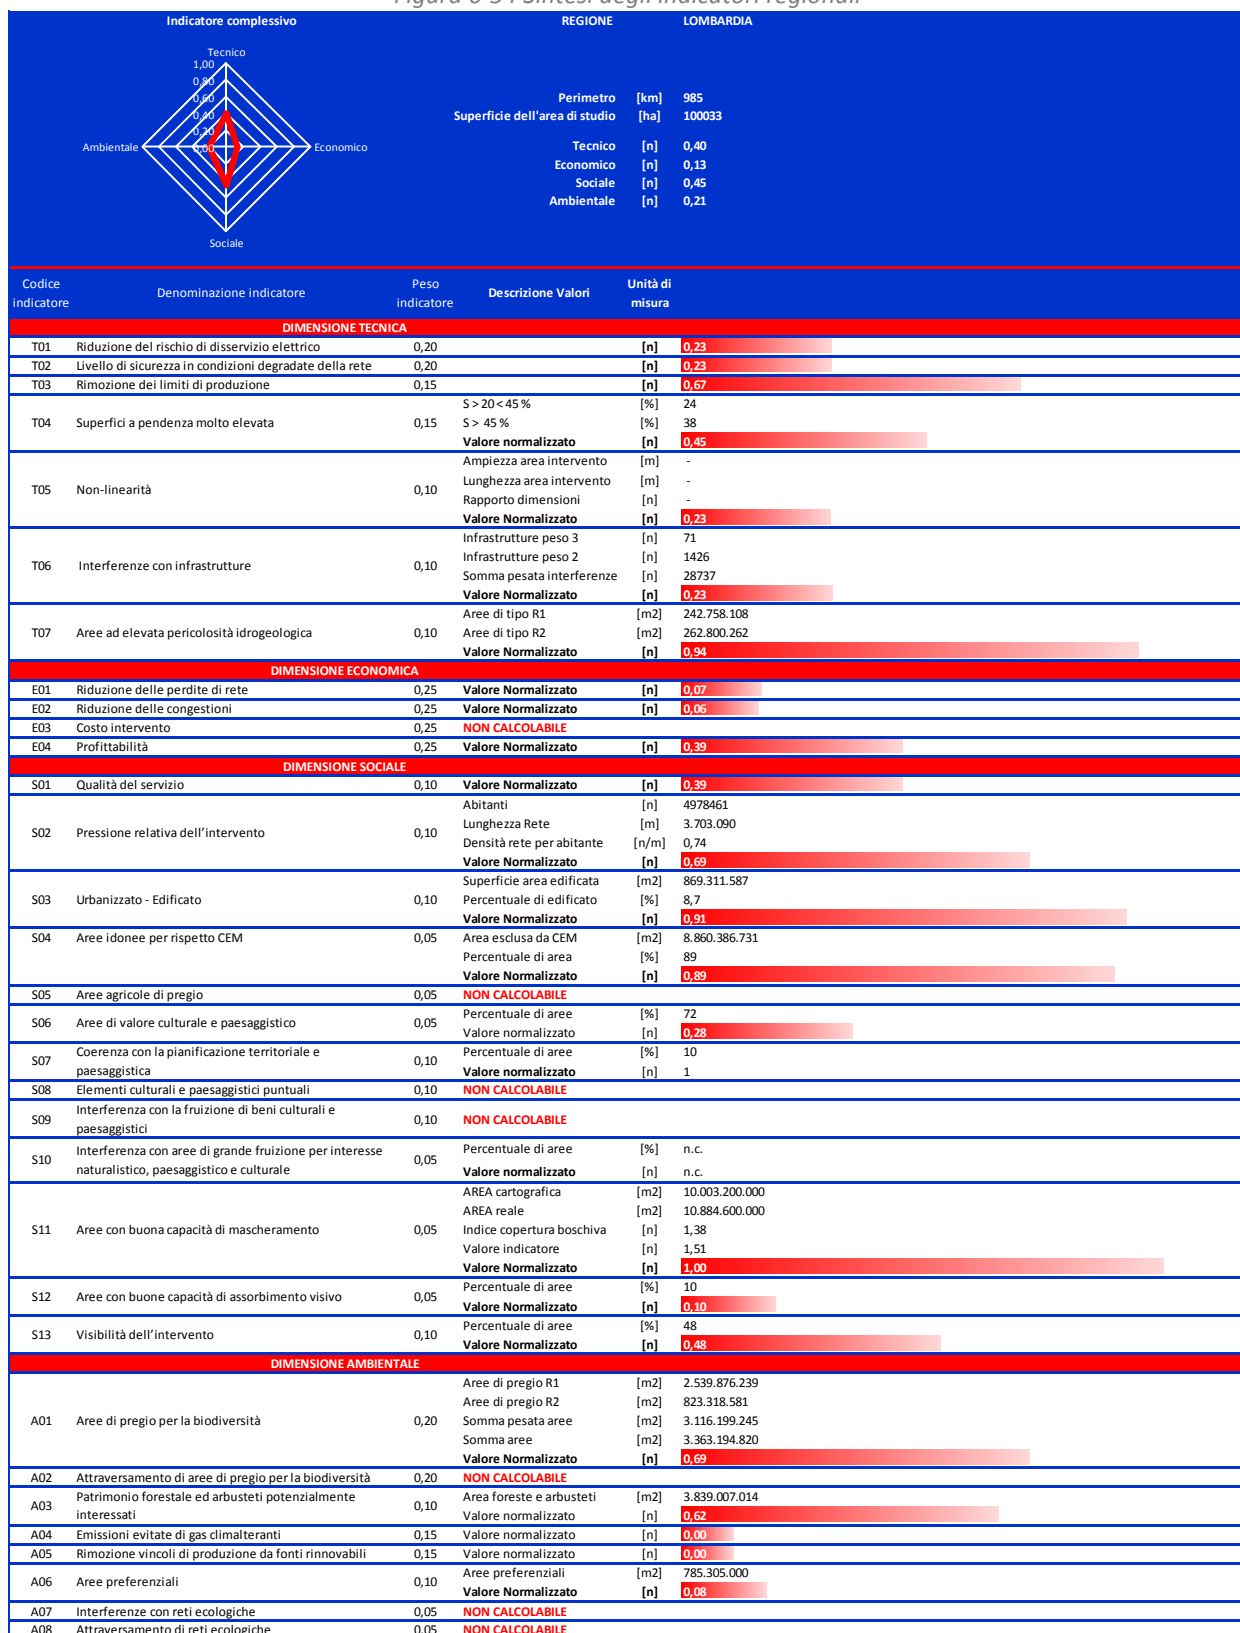 Figura 6-5 : Sintesi degli indicatori regionali
Indicatore complessivo REGIONE LOMBARDIA
Tecnico
1,00
0,80
0,60
0,40
0,20
0,00
Ambientale
Economico
Sociale
Perimetro [km] 985
Superficie dell'area di studio [ha] 100033
Tecnico [n] 0,40
Economico [n] 0,13
Sociale [n] 0,45
Ambientale [n] 0,21
Codice indicatore Denominazione indicatore Peso indicatore Descrizione Valori Unità di misura
DIMENSIONE TECNICA
T01 Riduzione del rischio di disservizio elettrico 0,20 [n] 0,23
T02 Livello di sicurezza in condizioni degradate della rete 0,20 [n] 0,23
T03 Rimozione dei limiti di produzione 0,15 [n] 0,67
T04 Superfici a pendenza molto elevata 0,15
S > 20 < 45 % [%] 24
S > 45 % [%] 38
Valore normalizzato [n] 0,45
T05 Non-linearità 0,10
Ampiezza area intervento [m] -
Lunghezza area intervento [m] -
Rapporto dimensioni [n] -
Valore Normalizzato [n] 0,23
T06 Interferenze con infrastrutture 0,10
Infrastrutture peso 3 [n] 71
Infrastrutture peso 2 [n] 1426
Somma pesata interferenze [n] 28737
Valore Normalizzato [n] 0,23
T07 Aree ad elevata pericolosità idrogeologica 0,10
Aree di tipo R1 [m2] 242.758.108
Aree di tipo R2 [m2] 262.800.262
Valore Normalizzato [n] 0,94
DIMENSIONE ECONOMICA
E01 Riduzione delle perdite di rete 0,25 Valore Normalizzato [n] 0,07
E02 Riduzione delle congestioni 0,25 Valore Normalizzato [n] 0,06
E03 Costo intervento 0,25 NON CALCOLABILE
E04 Profittabilità 0,25 Valore Normalizzato [n] 0,39
DIMENSIONE SOCIALE
S01 Qualità del servizio 0,10 Valore Normalizzato [n] 0,39
S02 Pressione relativa dell'intervento 0,10
Abitanti [n] 4978461
Lunghezza Rete [m] 3.703.090
Densità rete per abitante [n/m] 0,74
Valore Normalizzato [n] 0,69
S03 Urbanizzato - Edificato 0,10
Superficie area edificata [m2] 869.311.587
Percentuale di edificato [%] 8,7
Valore Normalizzato [n] 0,91
S04 Aree idonee per rispetto CEM 0,05 Area esclusa da CEM [m2] 8.860.386.731
Percentuale di area [%] 89
Valore Normalizzato [n] 0,89
S05 Aree agricole di pregio 0,05 NON CALCOLABILE
S06 Aree di valore culturale e paesaggistico 0,05
Percentuale di aree [%] 72
Valore normalizzato [n] 0,28
S07 Coerenza con la pianificazione territoriale e paesaggistica 0,10
Percentuale di aree [%] 10
Valore normalizzato [n] 1
S08 Elementi culturali e paesaggistici puntuali 0,10 NON CALCOLABILE
S09 Interferenza con la fruizione di beni culturali e paesaggistici 0,10 NON CALCOLABILE
S10 Interferenza con aree di grande fruizione per interesse naturalistico, paesaggistico e culturale 0,05
Percentuale di aree [%] n.c.
Valore normalizzato [n] n.c.
S11 Aree con buona capacità di mascheramento 0,05
AREA cartografica [m2] 10.003.200.000
AREA reale [m2] 10.884.600.000
Indice copertura boschiva [n] 1,38
Valore indicatore [n] 1,51
Valore Normalizzato [n] 1,00
S12 Aree con buone capacità di assorbimento visivo 0,05
Percentuale di aree [%] 10
Valore Normalizzato [n] 0,10
S13 Visibilità dell'intervento 0,10
Percentuale di aree [%] 48
Valore Normalizzato [n] 0,48
DIMENSIONE AMBIENTALE
A01 Aree di pregio per la biodiversità 0,20
Aree di pregio R1 [m2] 2.539.876.239
Aree di pregio R2 [m2] 823.318.581
Somma pesata aree [m2] 3.116.199.245
Somma aree [m2] 3.363.194.820
Valore Normalizzato [n] 0,69
A02 Attraversamento di aree di pregio per la biodiversità 0,20 NON CALCOLABILE
A03 Patrimonio forestale ed arbusteti potenzialmente interessati 0,10
Area foreste e arbusteti [m2] 3.839.007.014
Valore normalizzato [n] 0,62
A04 Emissioni evitate di gas climalteranti 0,15 Valore normalizzato [n] 0,00
A05 Rimozione vincoli di produzione da fonti rinnovabili 0,15 Valore normalizzato [n] 0,00
A06 Aree preferenziali 0,10
Aree preferenziali [m2] 785.305.000
Valore Normalizzato [n] 0,08
A07 Interferenze con reti ecologiche 0,05 NON CALCOLABILE
A08 Attraversamento di reti ecologiche 0,05 NON CALCOLABILE